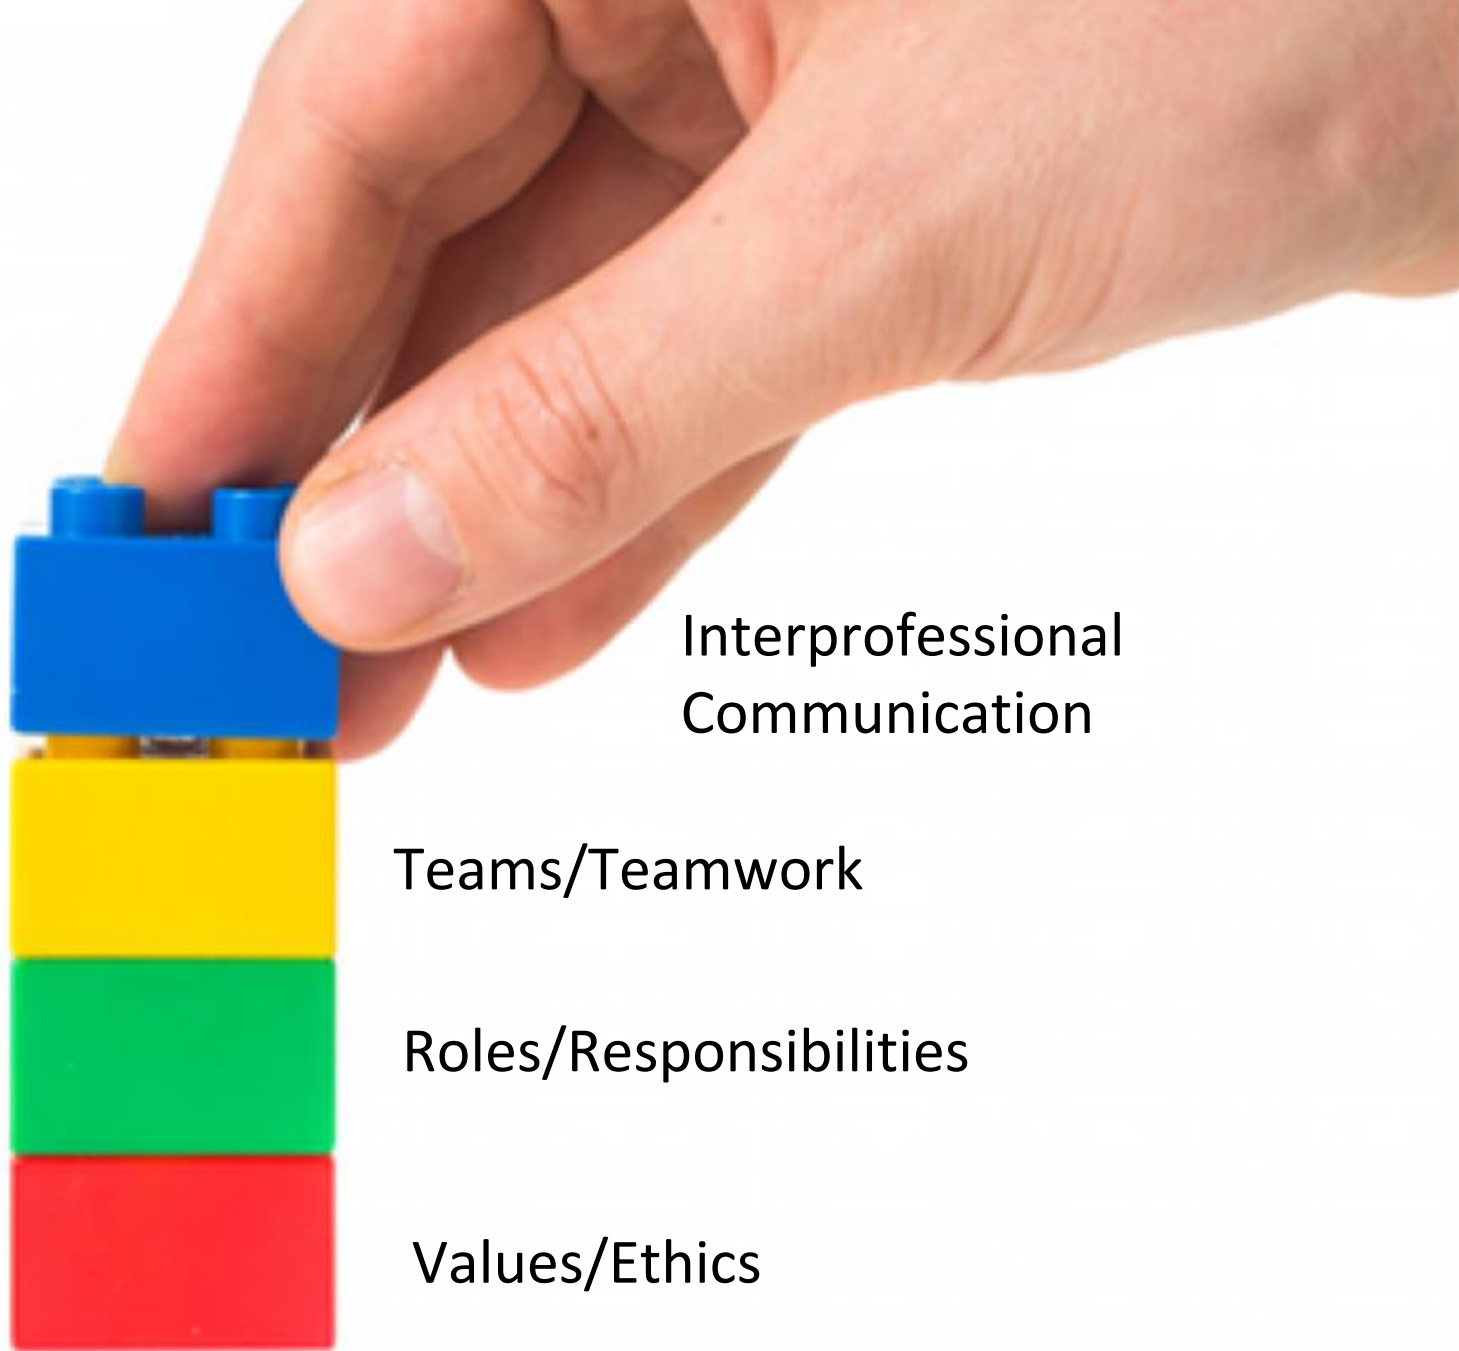 Interprofessional
Communication
Teams/Teamwork
Roles/Responsibilities
Values/Ethics